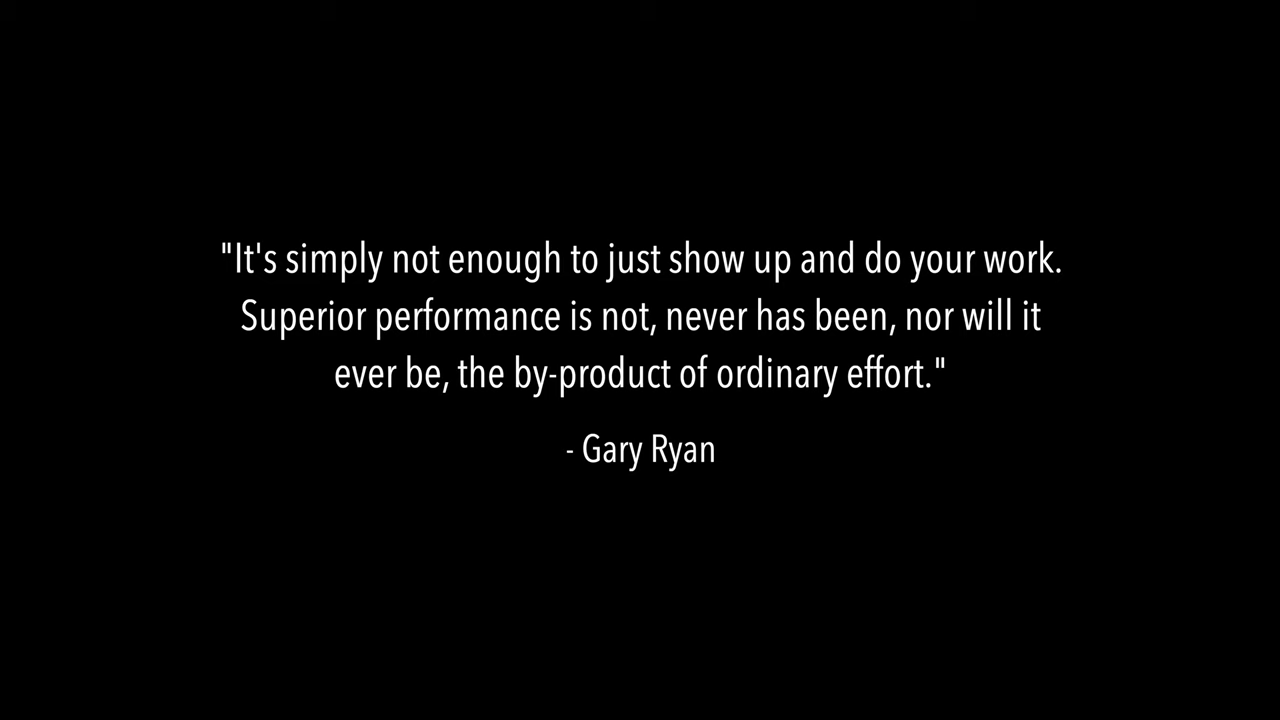 "It's simply not enough to just show up and do your work.
Superior performance is not, never has been, nor will it
ever be, the by-product of ordinary effort."
- Gary Ryan